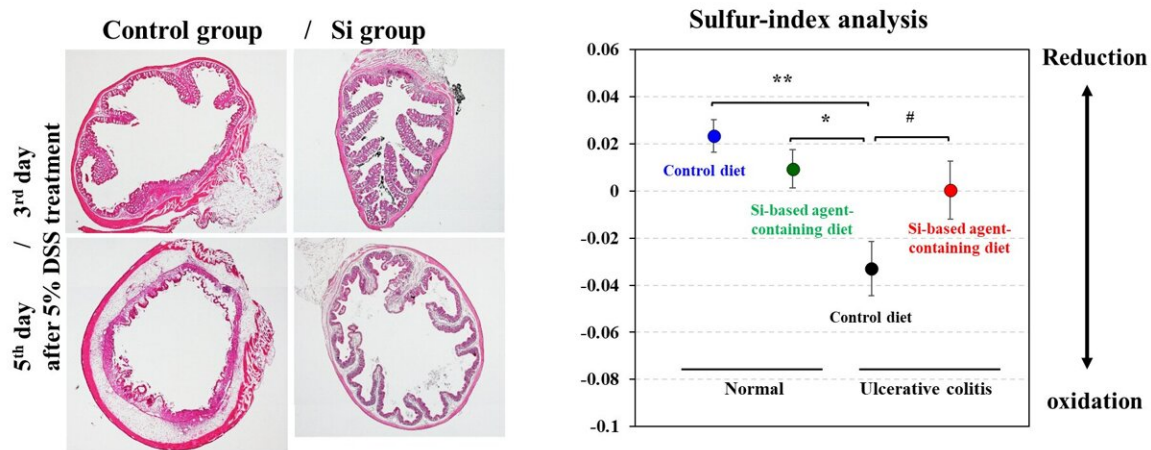 Control group / Si group
3rd day / 5th day
after 5% DSS treatment
Sulfur-index analysis
0.06
0.04
0.02
0
-0.02
-0.04
-0.06
-0.08
-0.1
**
*
#
Control diet
Si-based agent-
containing diet
Si-based agent-
containing diet
Control diet
Normal
Ulcerative colitis
Reduction
oxidation